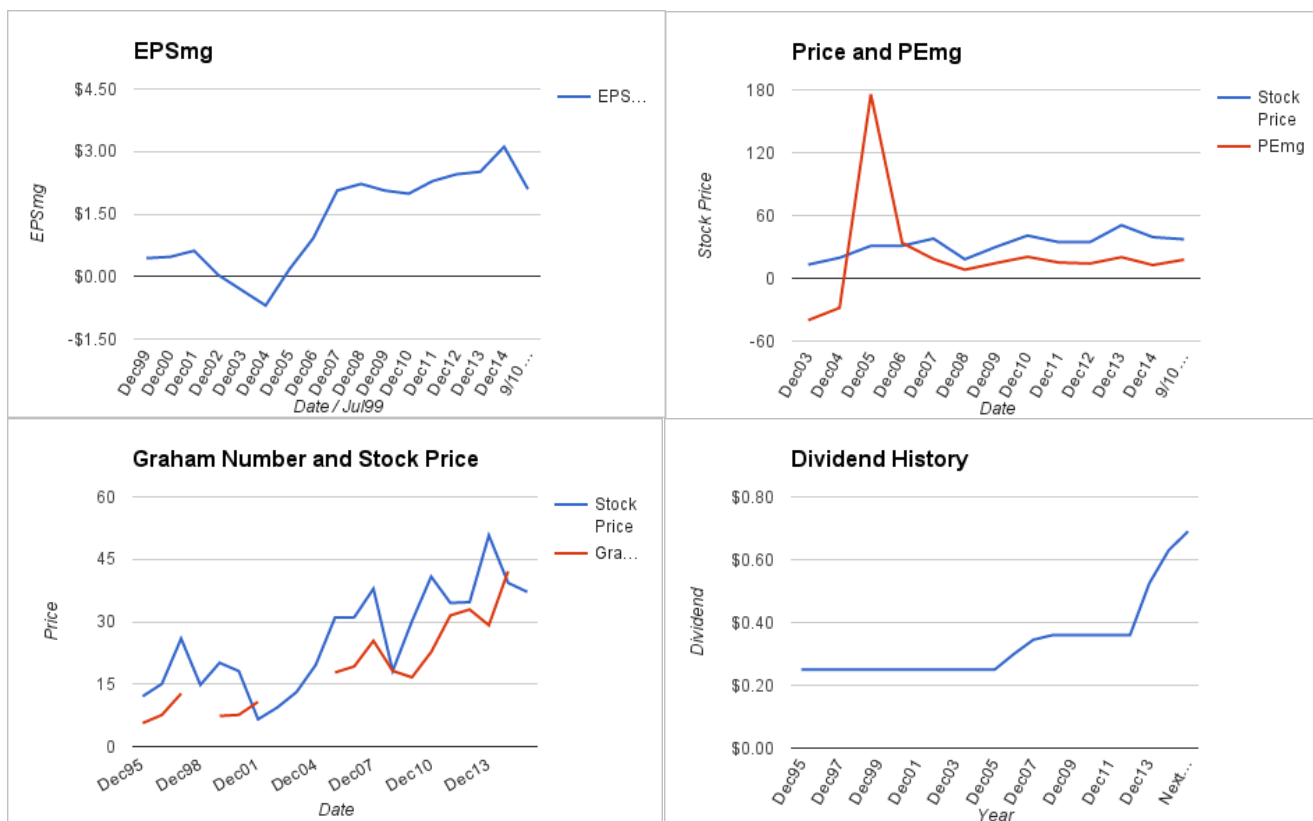 EPSmg
$4.50
$3.00
$1.50
$0.00
-$1.50
EPSmg
EPS...
Dec99
Dec00
Dec01
Dec02
Dec03
Dec04
Dec05
Dec06
Dec07
Dec08
Dec09
Dec10
Dec11
Dec12
Dec13
Dec14
9/10 ...
Date / Jul99
Price and PEmg
180
120
60
0
-60
Stock Price
Stock
Price
PEmg
Dec03
Dec04
Dec05
Dec06
Dec07
Dec08
Dec09
Dec10
Dec11
Dec12
Dec13
Dec14
9/10 ...
Date
Graham Number and Stock Price
60
45
30
15
0
Price
Stock
Price
Gra...
Dec95
Dec98
Dec01
Dec04
Dec07
Dec10
Dec13
Date
Dividend History
$0.80
$0.60
$0.40
$0.20
$0.00
Dividend
Dec95
Dec97
Dec99
Dec01
Dec03
Dec05
Dec07
Dec09
Dec11
Dec13
Next...
Year